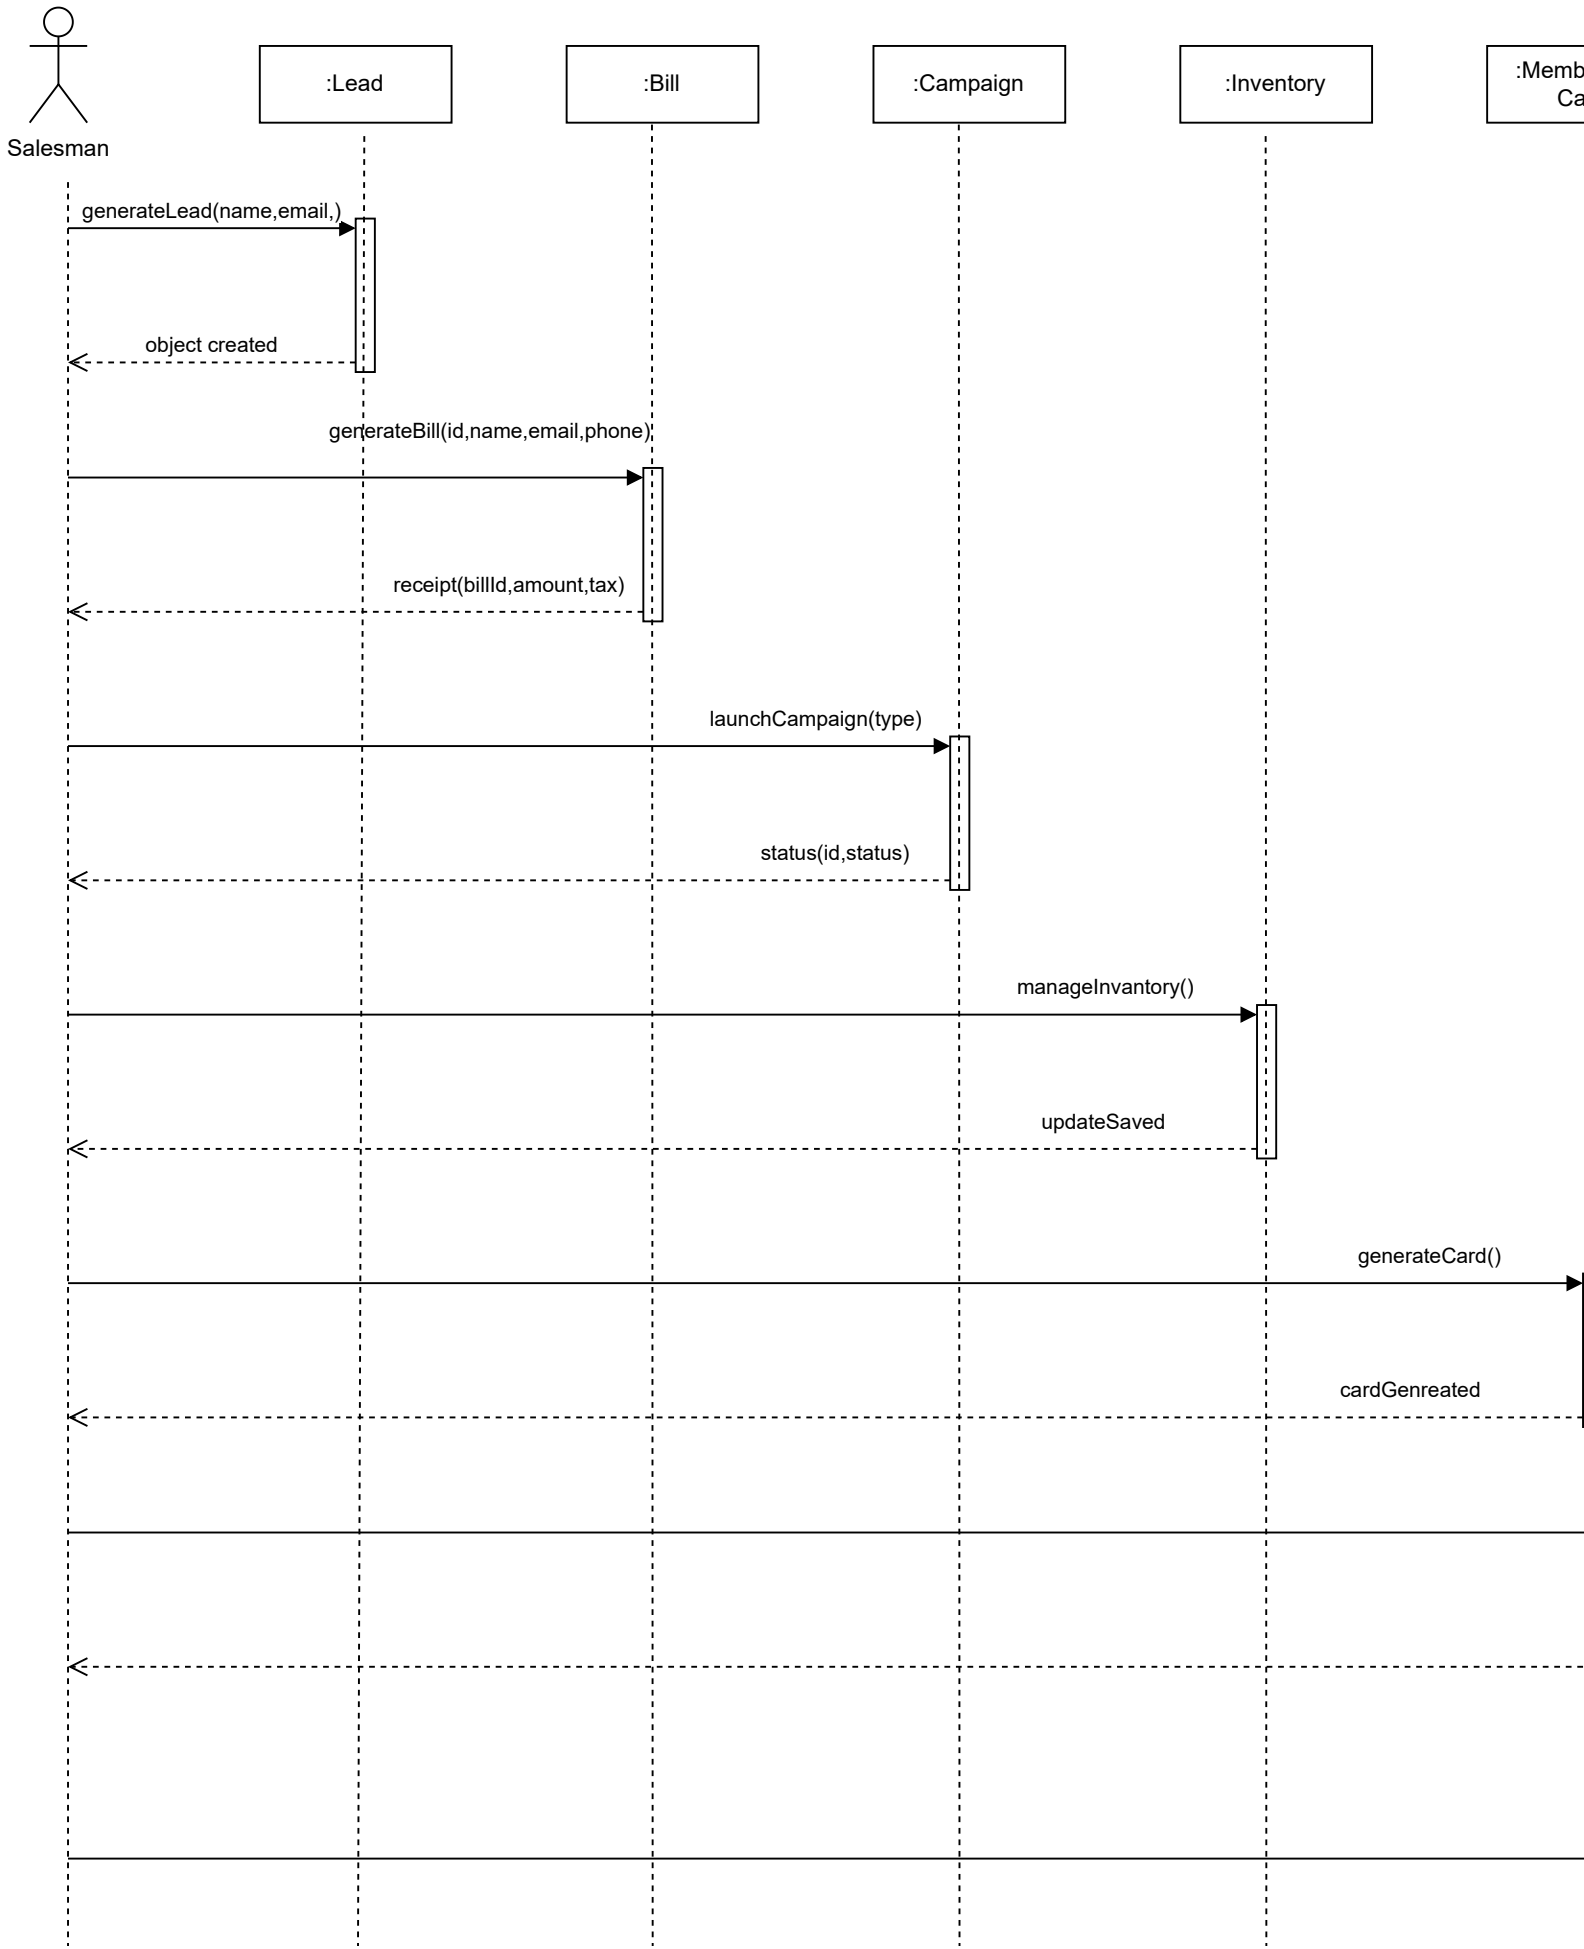 :Lead
:Bill
:Campaign
:Inventory
:Memb
Ca
Salesman
generateLead(name,email,)
object created
generateBill(id,name,email,phone)
receipt(billId,amount,tax)
launchCampaign(type)
status(id,status)
manageInvantory()
updateSaved
generateCard()
cardGenreated